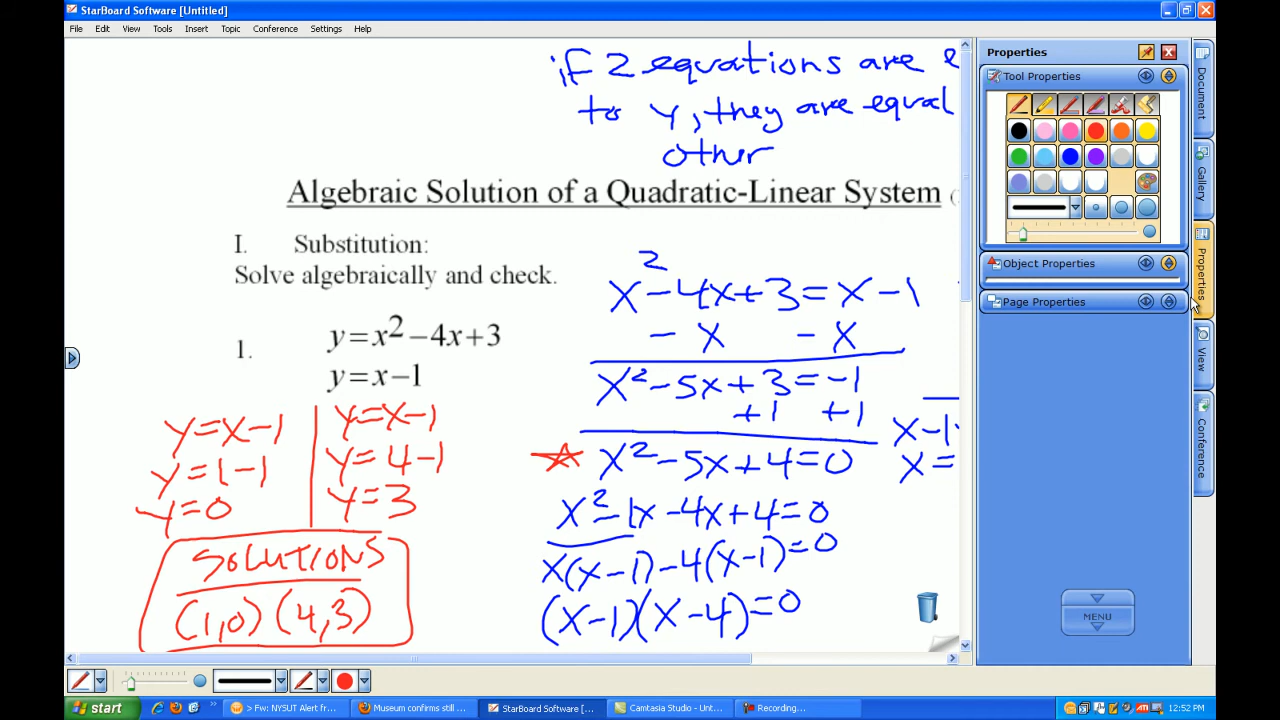 StarBoard Software [Untitled]
File Edit View Tools Insert Topic Conference Settings Help
if 2 equations are
to y, they are equal
other
Algebraic Solution of a Quadratic-Linear System (
I. Substitution:
Solve algebraically and check.
1. y = x² − 4x + 3
y = x − 1
x² - 4x + 3 = x - 1
- x - x
x² - 5x + 3 = -1
+1 +1
x² - 5x + 4 = 0
x² - 1x - 4x + 4 = 0
x(x-1) - 4(x-1) = 0
(x-1)(x-4) = 0
x-1
x=
y=x-1
y=1-1
y=0
y=x-1
y=4-1
y=3
SOLUTIONS
(1,0) (4,3)
Properties
Tool Properties
Object Properties
Page Properties
MENU
Document
Gallery
Properties
View
Conference
start
> Fw: NYSUT Alert fr...
Museum confirms still ...
StarBoard Software [...
Camtasia Studio - Unt...
Recording...
12:52 PM